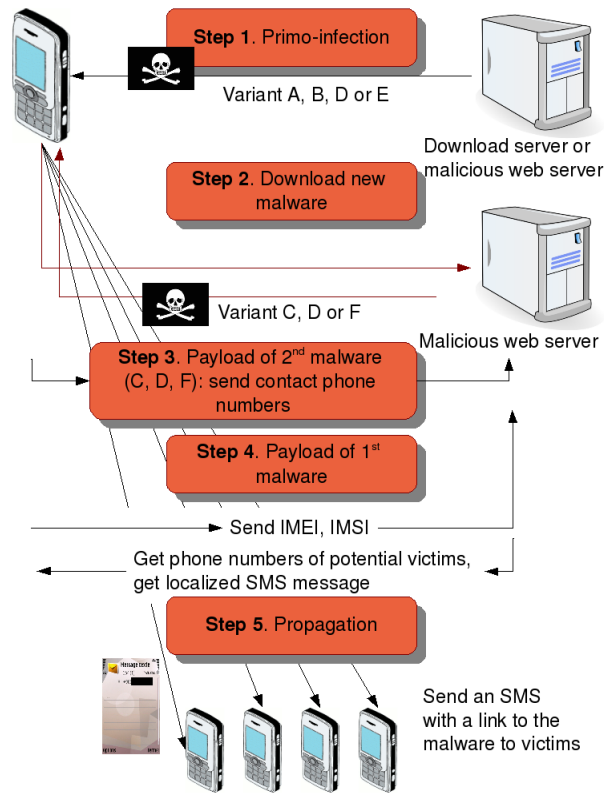 Step 1. Primo-infection
Variant A, B, D or E
Download server or
malicious web server
Step 2. Download new
malware
Variant C, D or F
Malicious web server
Step 3. Payload of 2nd malware
(C, D, F): send contact phone
numbers
Step 4. Payload of 1st
malware
Send IMEI, IMSI
Get phone numbers of potential victims,
get localized SMS message
Step 5. Propagation
Send an SMS
with a link to the
malware to victims